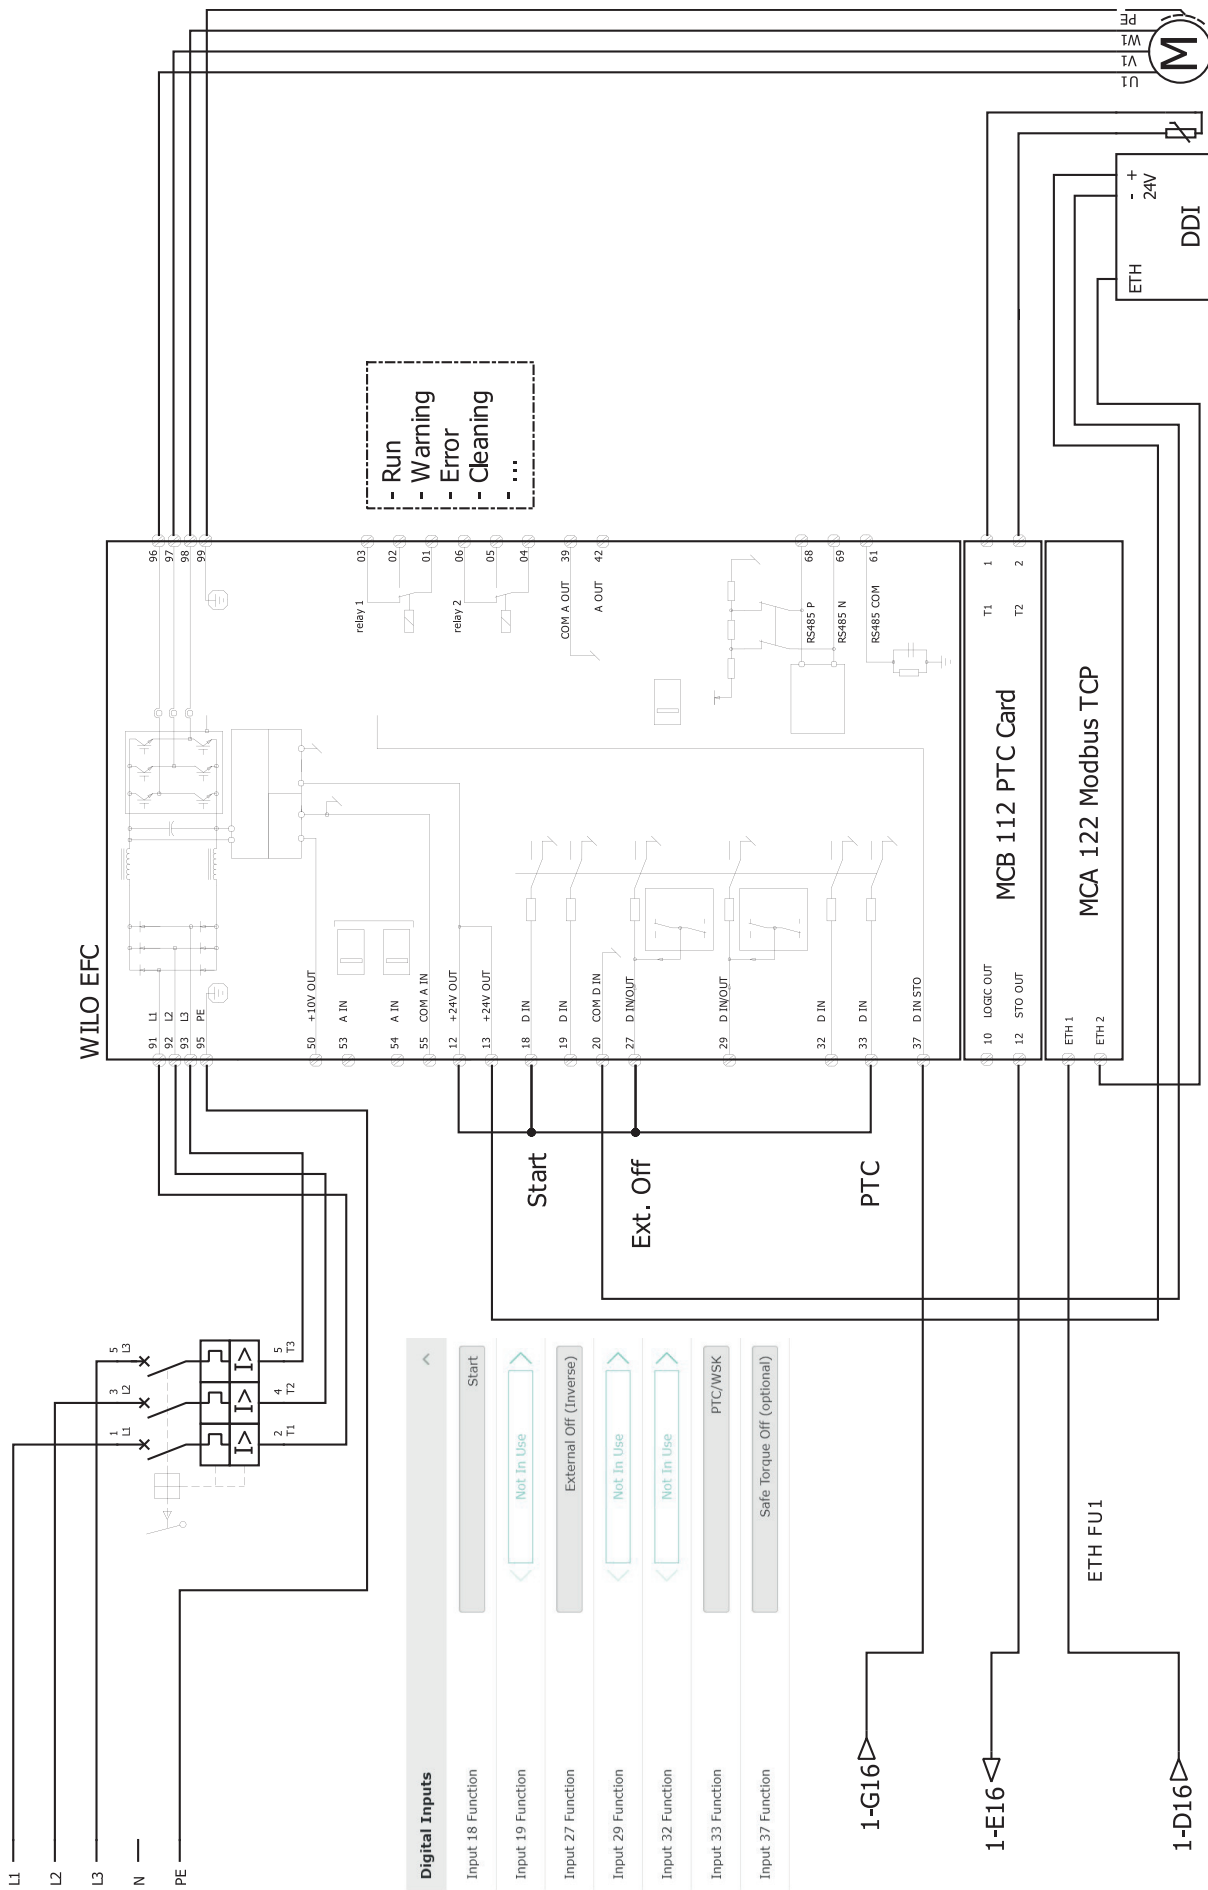 L1
L2
L3
N
PE
1 L1
3 L2
5 L3
I>
I>
I>
2 T1
4 T2
5 T3
WILO EFC
91 L1
92 L2
93 L3
95 PE
50 +10V OUT
53 A IN
54 A IN
55 COM A IN
12 +24V OUT
13 +24V OUT
18 D IN
19 D IN
20 COM D IN
27 D IN/OUT
29 D IN/OUT
32 D IN
33 D IN
37 D IN STO
96
97
98
99
relay 1
03
02
01
relay 2
06
05
04
COM A OUT 39
A OUT 42
RS485 P 68
RS485 N 69
RS485 COM 61
- Run
- Warning
- Error
- Cleaning
- ...
Start
Ext. Off
PTC
MCB 112 PTC Card
10 LOGIC OUT
12 STO OUT
T1 1
T2 2
MCA 122 Modbus TCP
ETH 1
ETH 2
PE
W1
V1
U1
M
ETH
- +
24V
DDI
Digital Inputs
Input 18 Function Start
Input 19 Function Not In Use
Input 27 Function External Off (Inverse)
Input 29 Function Not In Use
Input 32 Function Not In Use
Input 33 Function PTC/WSK
Input 37 Function Safe Torque Off (optional)
1-G16
1-E16
1-D16
ETH FU1